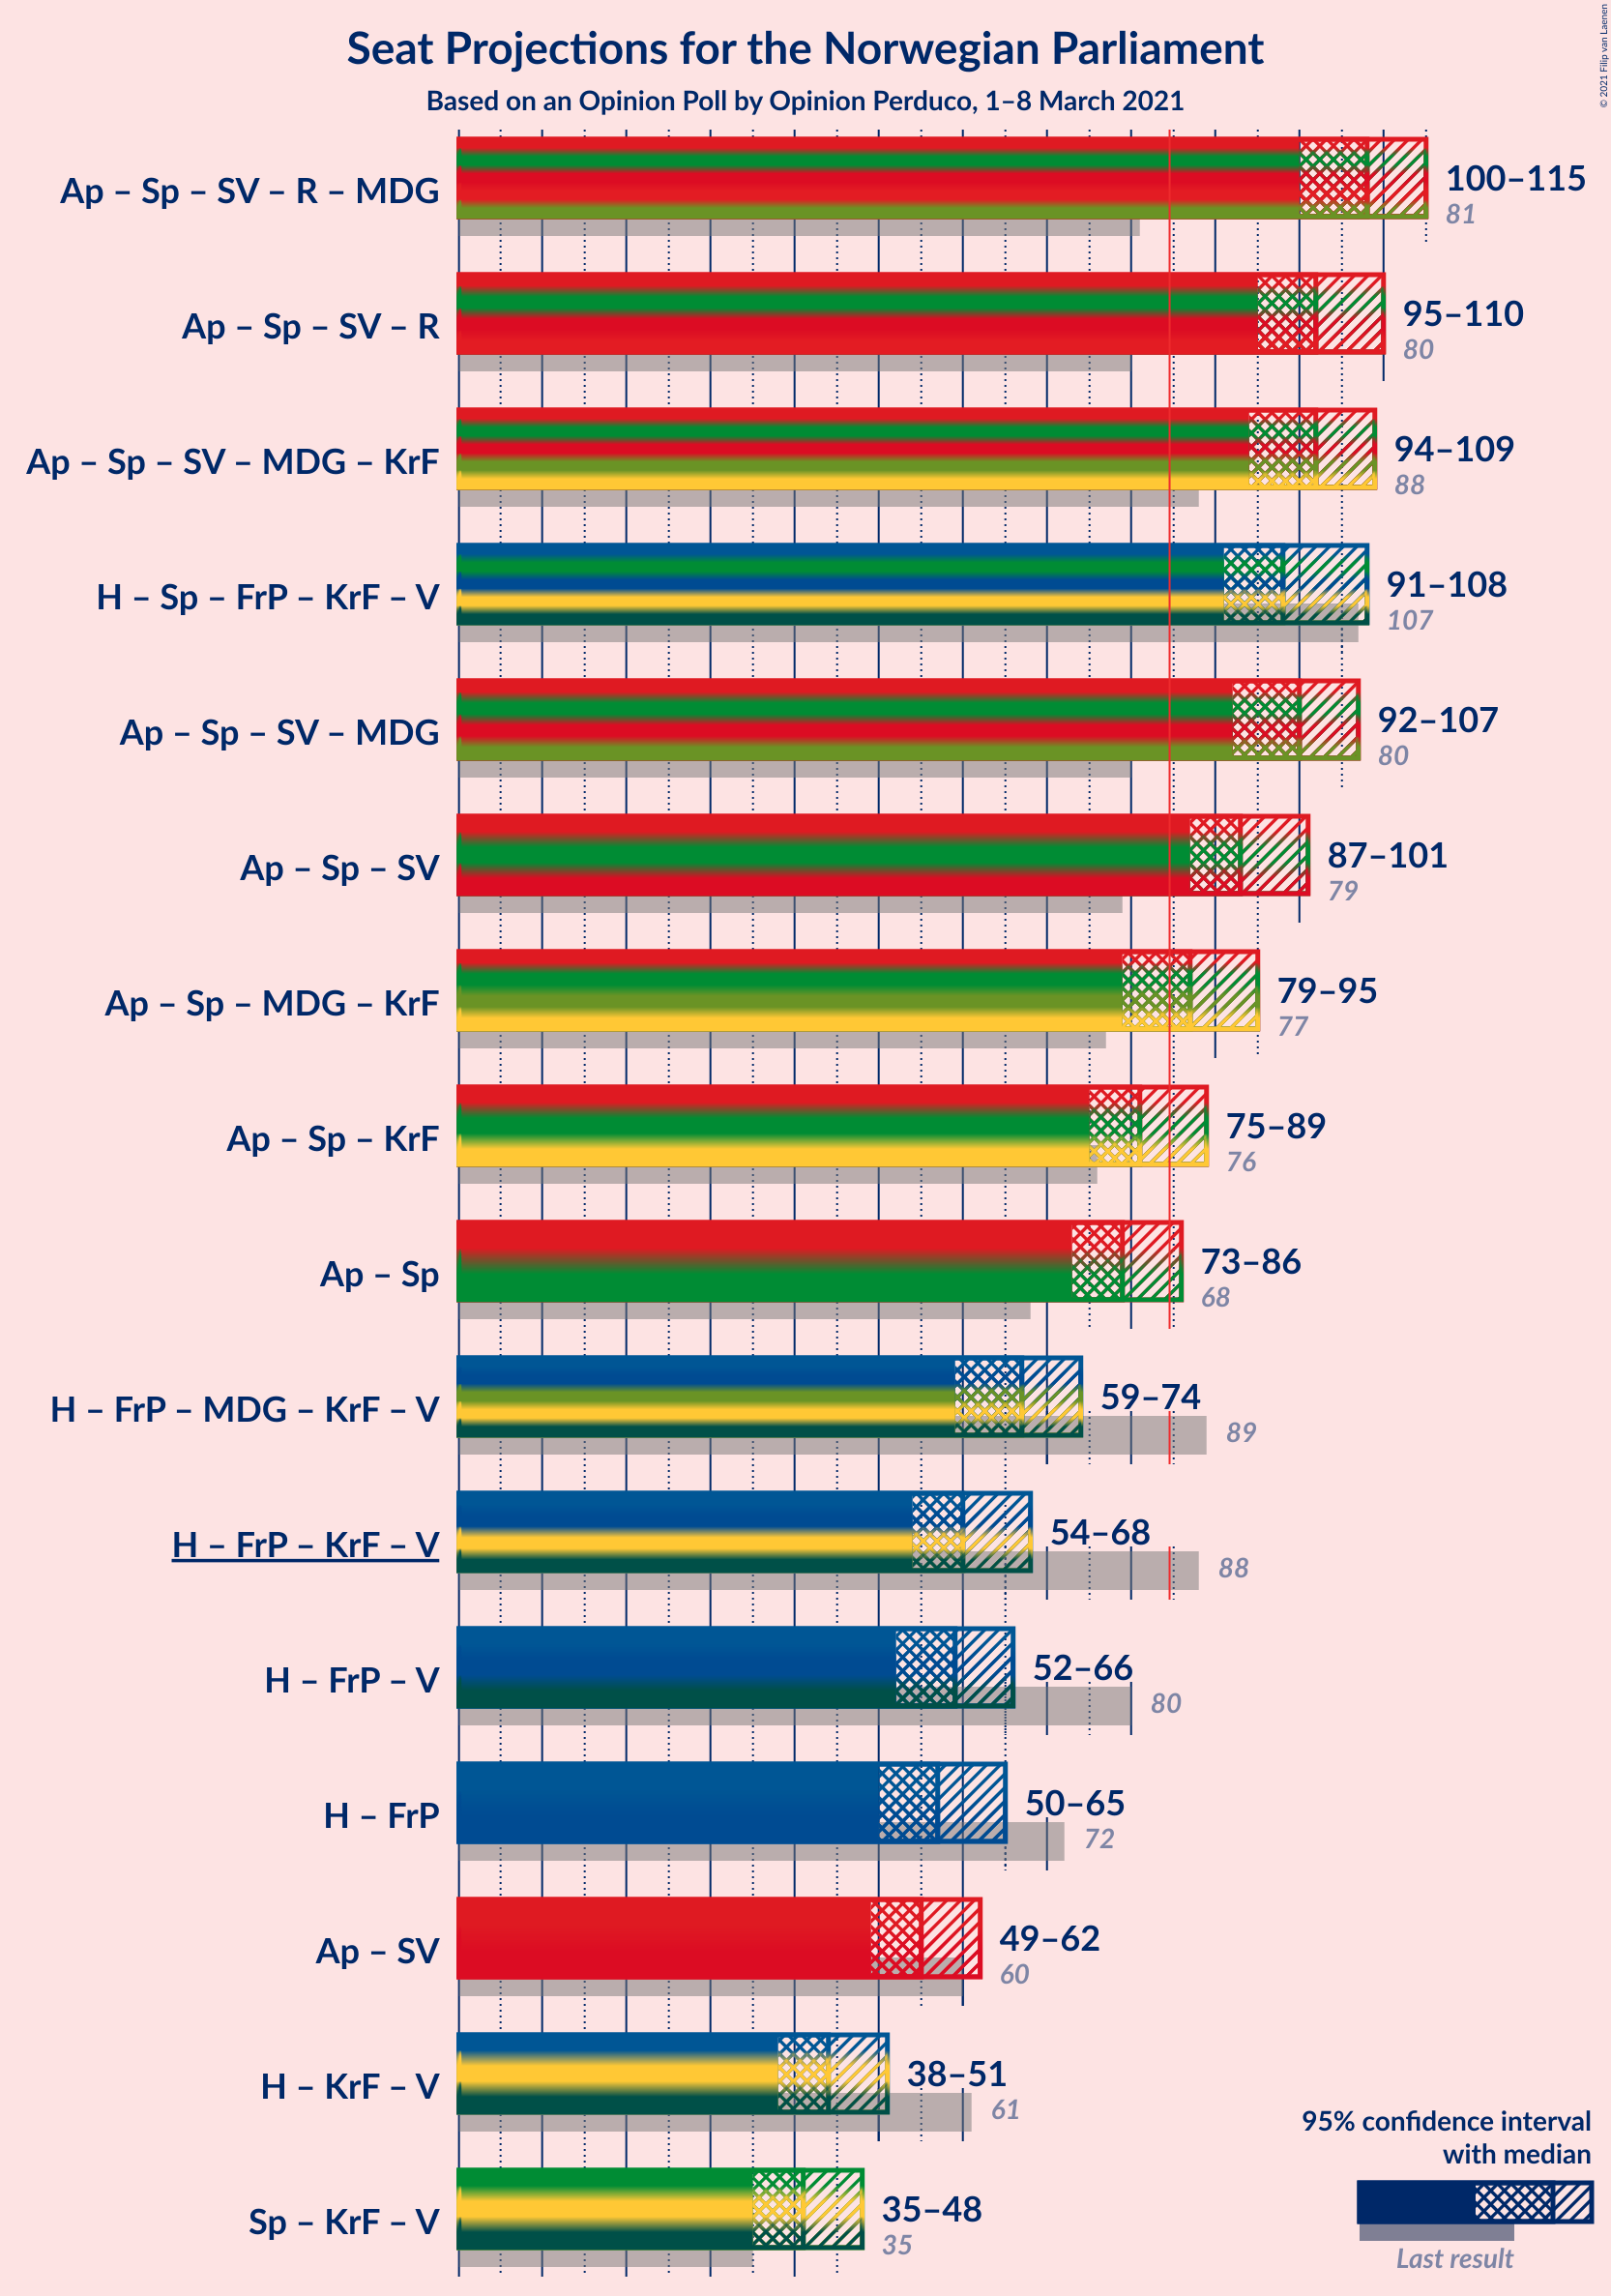 Seat Projections for the Norwegian Parliament
Based on an Opinion Poll by Opinion Perduco, 1–8 March 2021
© 2021 Filip van Laenen
Ap – Sp – SV – R – MDG
100–115
81
Ap – Sp – SV – R
95–110
80
Ap – Sp – SV – MDG – KrF
94–109
88
H – Sp – FrP – KrF – V
91–108
107
Ap – Sp – SV – MDG
92–107
80
Ap – Sp – SV
87–101
79
Ap – Sp – MDG – KrF
79–95
77
Ap – Sp – KrF
75–89
76
Ap – Sp
73–86
68
H – FrP – MDG – KrF – V
59–74
89
H – FrP – KrF – V
54–68
88
H – FrP – V
52–66
80
H – FrP
50–65
72
Ap – SV
49–62
60
H – KrF – V
38–51
61
Sp – KrF – V
35–48
35
95% confidence interval
with median
Last result